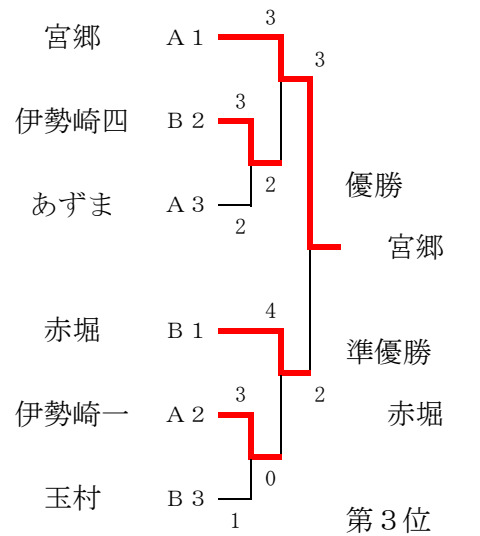 3
宮郷 A1
3
3
伊勢崎四 B2
2
優勝
あずま A3
2
宮郷
4
赤堀 B1
準優勝
3
2
伊勢崎一 A2
赤堀
0
玉村 B3
1
第3位